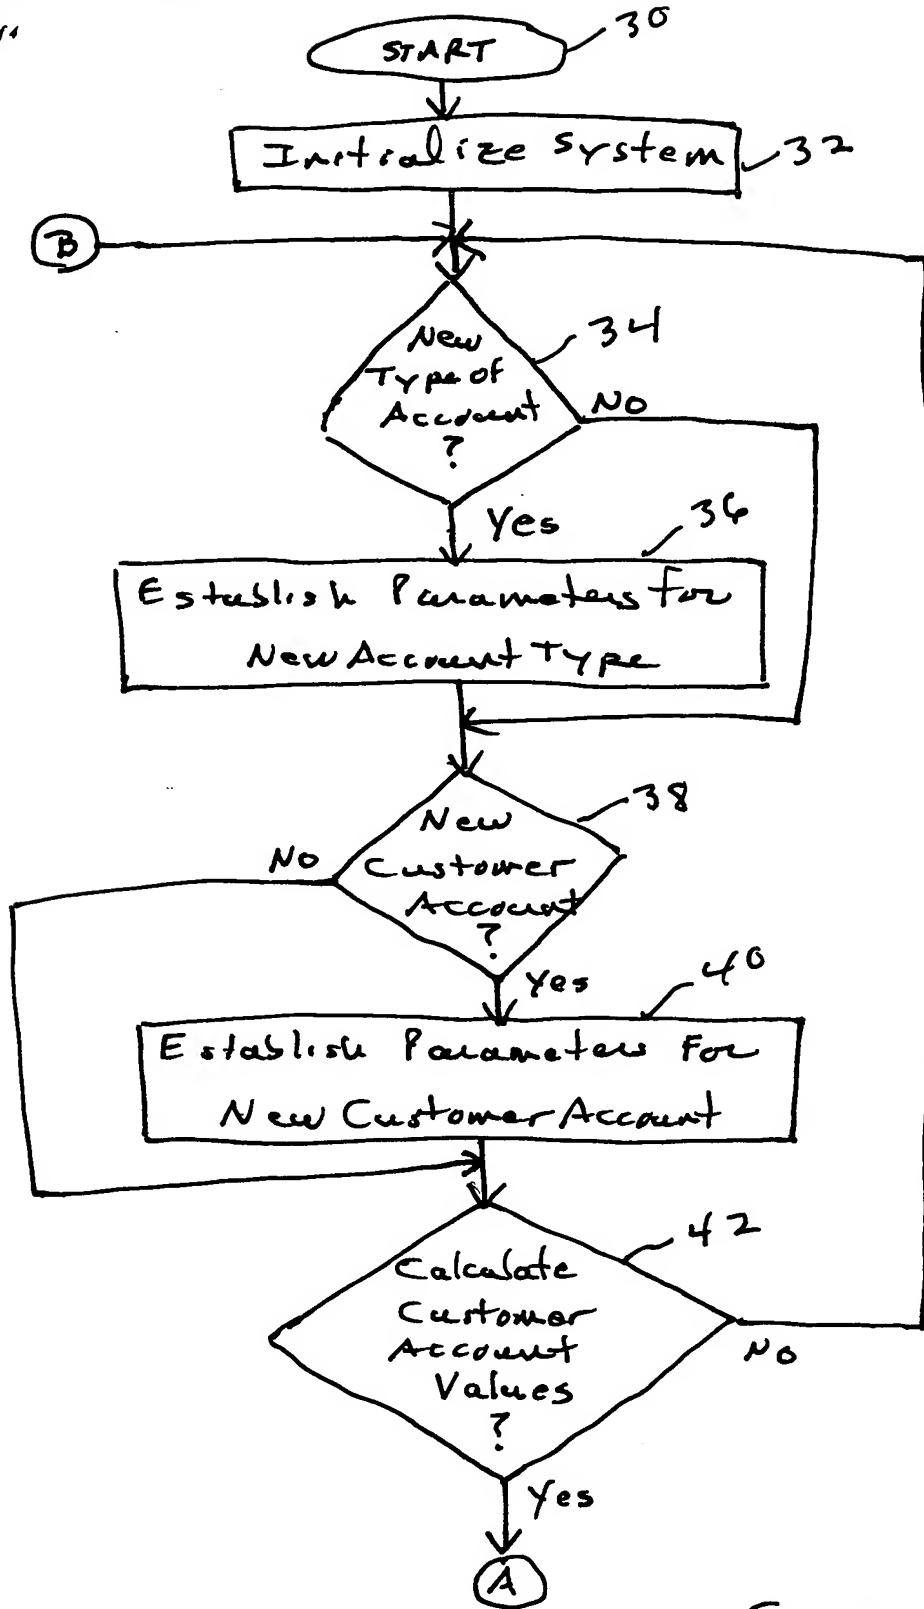 START
30
Initialize System
32
B
New
Type of
Account
?
34
No
Yes
36
Establish Parameters For
New Account Type
38
New
Customer
Account
?
No
Yes
40
Establish Parameters For
New Customer Account
42
Calculate
Customer
Account
Values
?
No
Yes
A